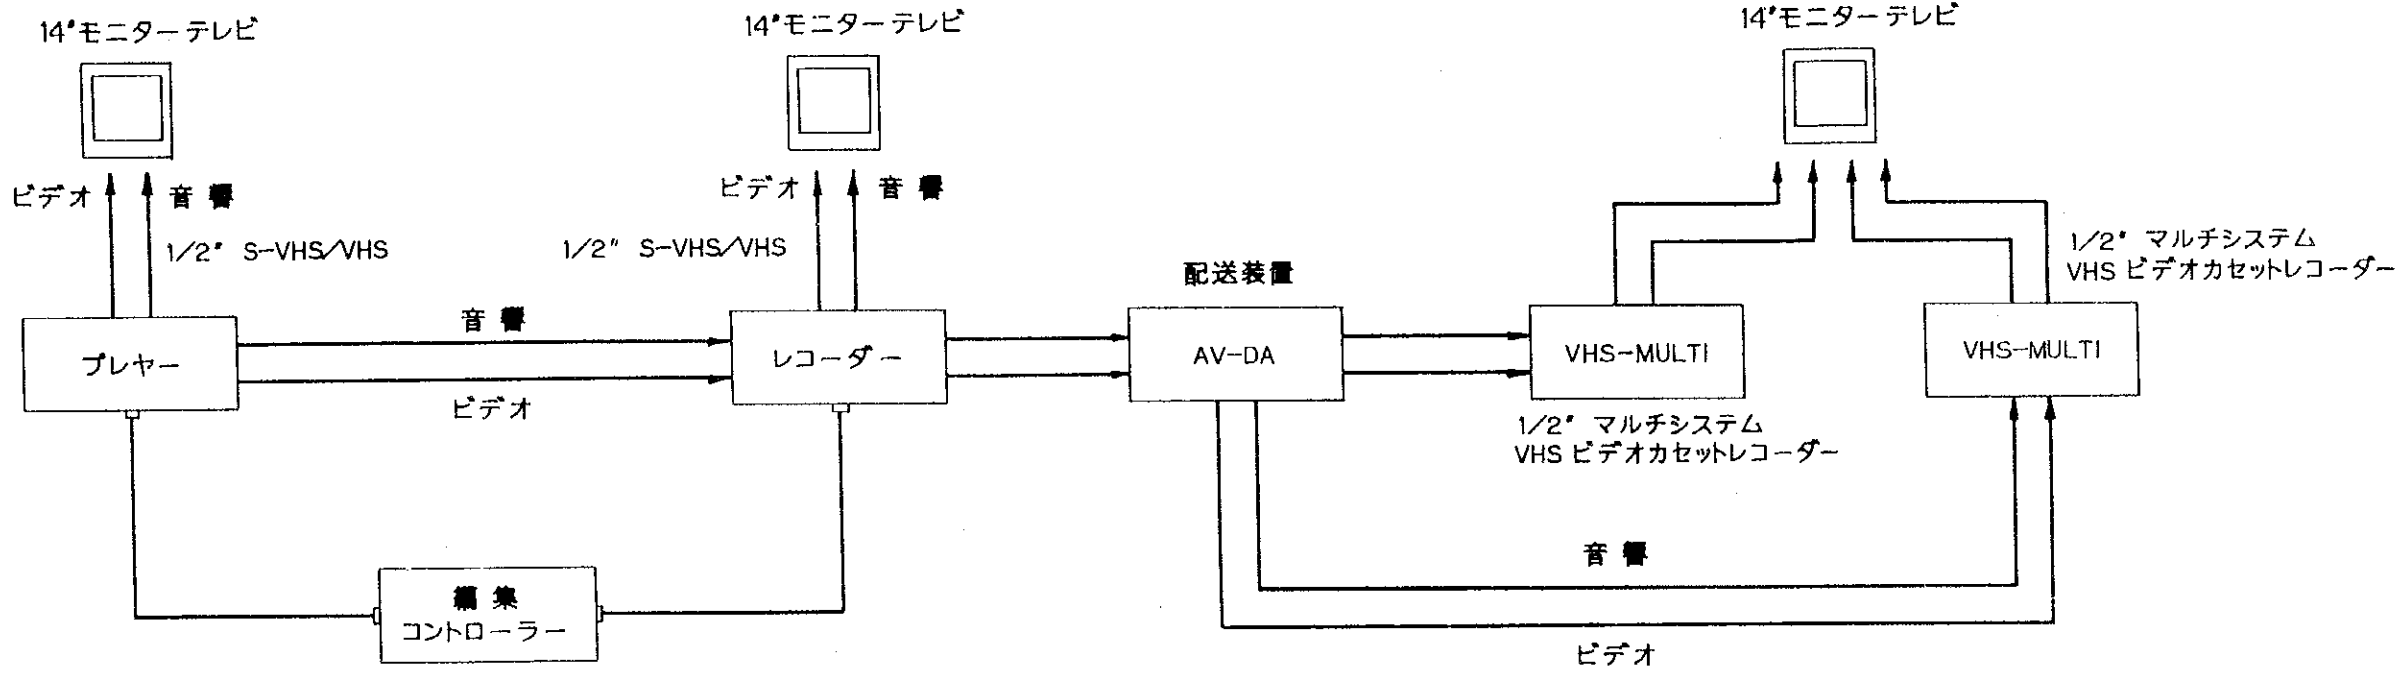 14"モニターテレビ
14"モニターテレビ
14"モニターテレビ
ビデオ
音響
ビデオ
音響
1/2" S-VHS/VHS
1/2" S-VHS/VHS
1/2" マルチシステム
VHS ビデオカセットレコーダー
配送装置
音響
プレヤー
レコーダー
AV-DA
VHS-MULTI
VHS-MULTI
ビデオ
1/2" マルチシステム
VHS ビデオカセットレコーダー
音響
編集
コントローラー
ビデオ